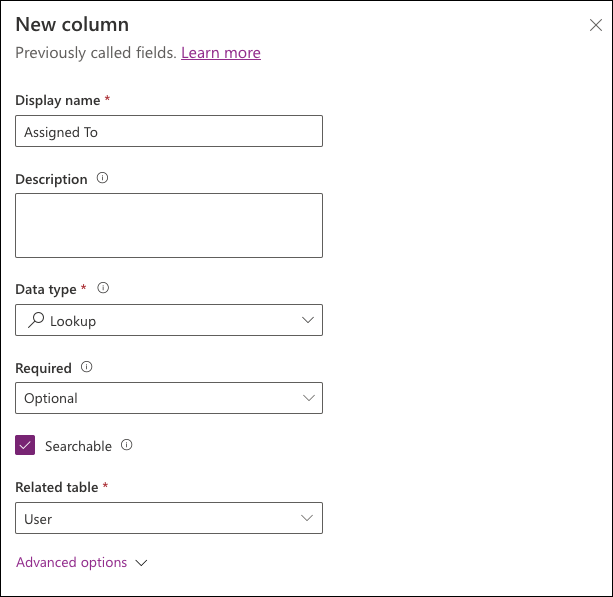 New column
Previously called fields. Learn more
Display name *
Assigned To
Description
Data type *
Lookup
Required
Optional
Searchable
Related table *
User
Advanced options